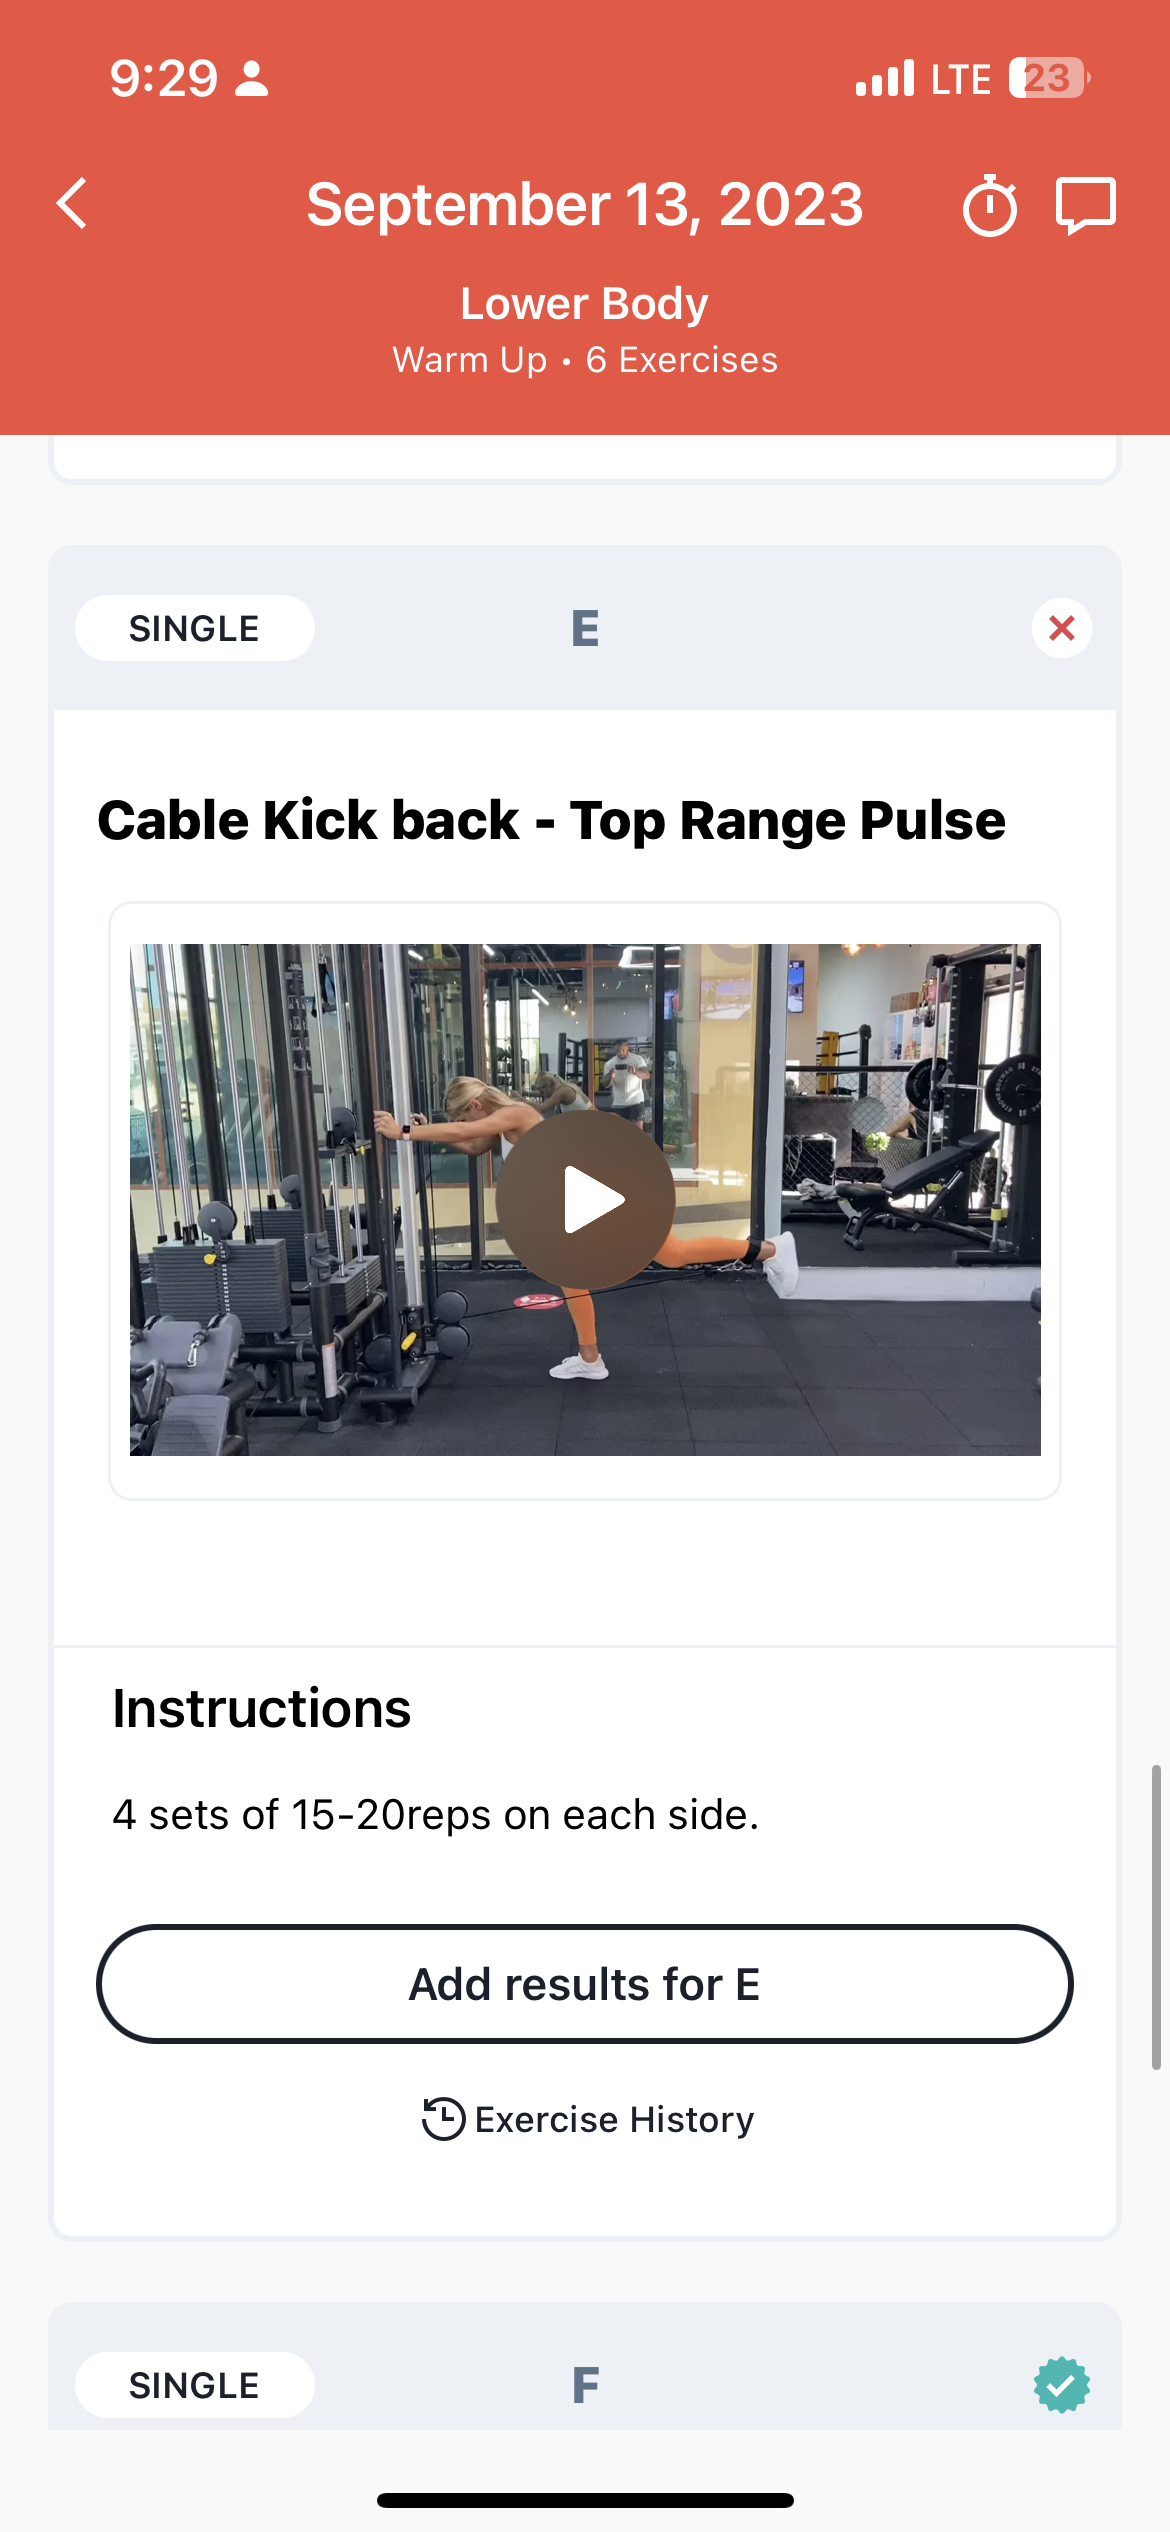 9:29
LTE 23
September 13, 2023
Lower Body
Warm Up • 6 Exercises
SINGLE
E
Cable Kick back - Top Range Pulse
Instructions
4 sets of 15-20reps on each side.
Add results for E
Exercise History
SINGLE
F